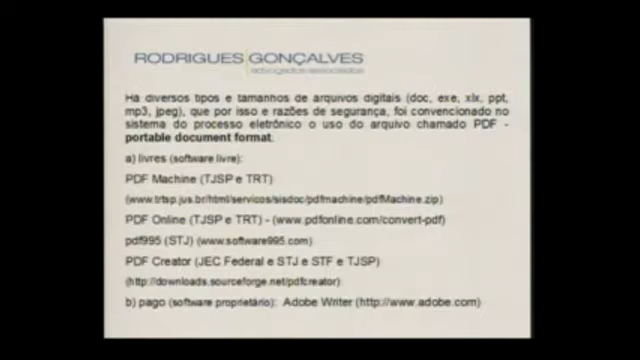 RODRIGUES GONÇALVES
advogados associados
Há diversos tipos e tamanhos de arquivos digitais (doc, exe, xlx, ppt,
mp3, jpeg), que por isso e razões de segurança, foi convencionado no
sistema do processo eletrônico o uso do arquivo chamado PDF -
portable document format.
a) livres (software livre):
PDF Machine (TJSP e TRT)
(www.trtsp.jus.br/html/servicos/sisdoc/pdfmachine/pdfMachine.zip)
PDF Online (TJSP e TRT) - (www.pdfonline.com/convert-pdf)
pdf995 (STJ) (www.software995.com)
PDF Creator (JEC Federal e STJ e STF e TJSP)
(http://downloads.sourceforge.net/pdfcreator)
b) pago (software proprietário): Adobe Writer (http://www.adobe.com)